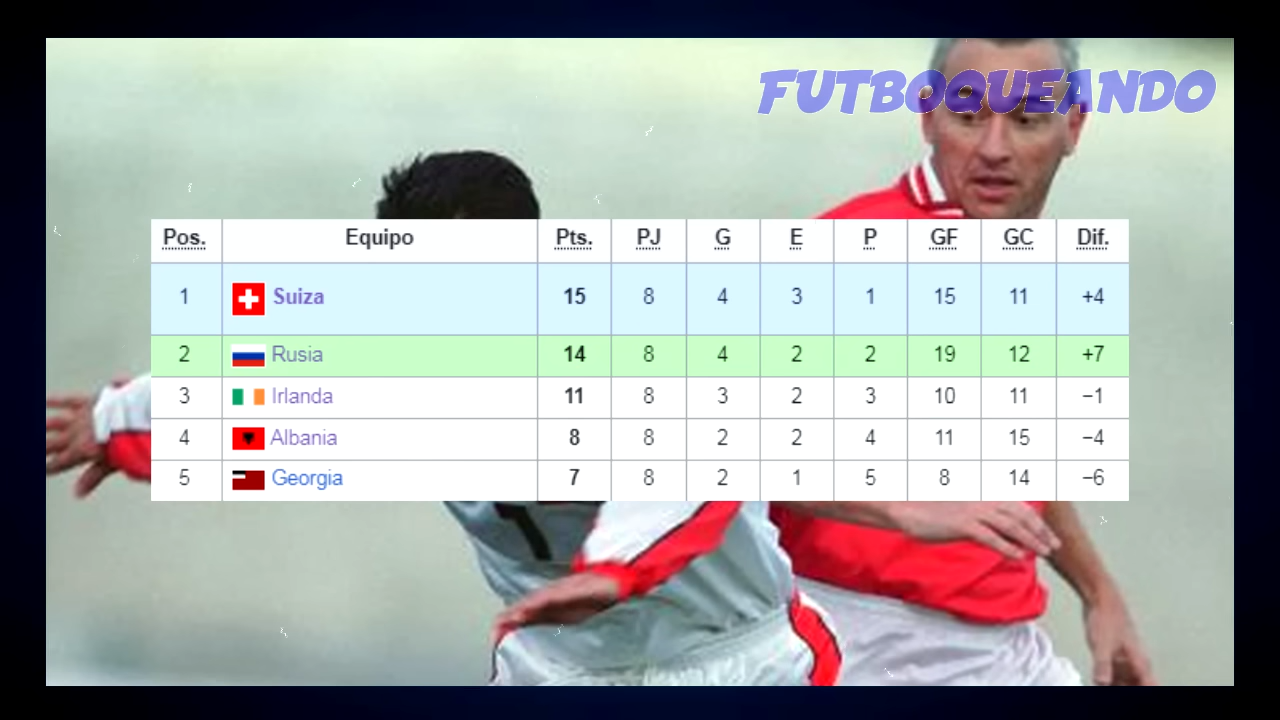 FUTBOQUEANDO
Pos. Equipo Pts. PJ G E P GF GC Dif.
1 Suiza 15 8 4 3 1 15 11 +4
2 Rusia 14 8 4 2 2 19 12 +7
3 Irlanda 11 8 3 2 3 10 11 −1
4 Albania 8 8 2 2 4 11 15 −4
5 Georgia 7 8 2 1 5 8 14 −6